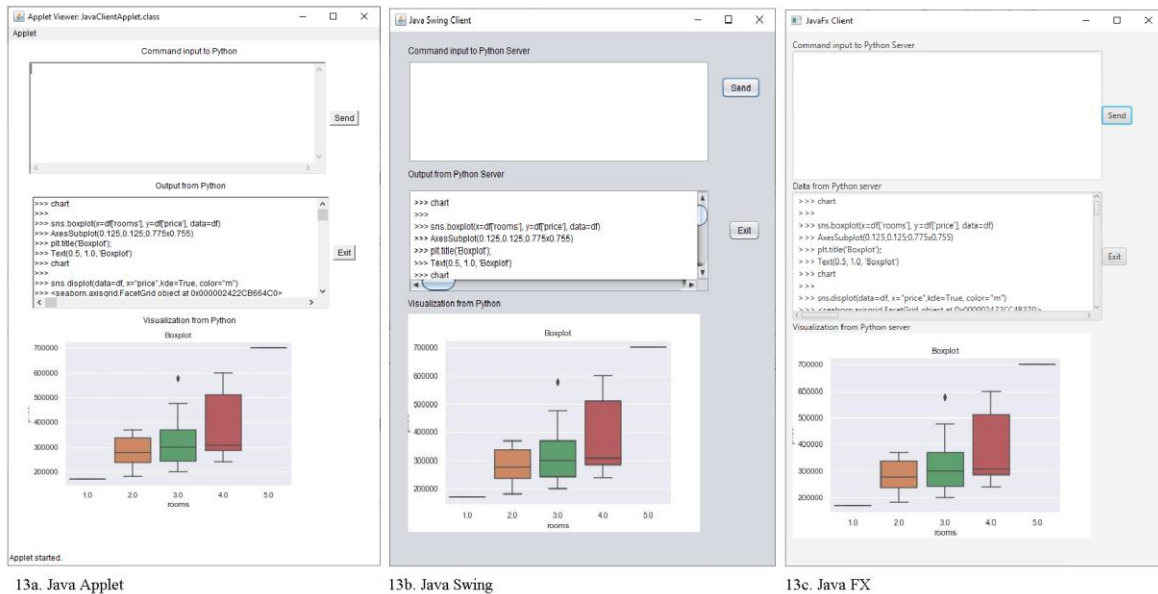 Applet Viewer: JavaClientApplet.class
Applet
Command input to Python
Send
Output from Python
>>> chart
>>>
>>> sns.boxplot(x=df['rooms'], y=df['price'], data=df)
>>> AxesSubplot(0.125,0.125;0.775x0.755)
>>> plt.title('Boxplot');
>>> Text(0.5, 1.0, 'Boxplot')
>>> chart
>>>
>>> sns.displot(data=df, x="price",kde=True, color="m")
>>> <seaborn.axisgrid.FacetGrid object at 0x000002422CB664C0>
Exit
Visualization from Python
Boxplot
700000
600000
500000
400000
300000
200000
1.0 2.0 3.0 4.0 5.0
rooms
Applet started.
13a. Java Applet
Java Swing Client
Command input to Python Server
Send
Output from Python Server
>>> chart
>>>
>>> sns.boxplot(x=df['rooms'], y=df['price'], data=df)
>>> AxesSubplot(0.125,0.125;0.775x0.755)
>>> plt.title('Boxplot');
>>> Text(0.5, 1.0, 'Boxplot')
>>> chart
Exit
Visualization from Python
Boxplot
700000
600000
500000
400000
300000
200000
1.0 2.0 3.0 4.0 5.0
rooms
13b. Java Swing
JavaFx Client
Command input to Python Server
Send
Data from Python server
>>> chart
>>>
>>> sns.boxplot(x=df['rooms'], y=df['price'], data=df)
>>> AxesSubplot(0.125,0.125;0.775x0.755)
>>> plt.title('Boxplot');
>>> Text(0.5, 1.0, 'Boxplot')
>>> chart
>>>
>>> sns.displot(data=df, x="price",kde=True, color="m")
>>> <seaborn.axisgrid.FacetGrid object at
Exit
Visualization from Python server
Boxplot
700000
600000
500000
400000
300000
200000
1.0 2.0 3.0 4.0 5.0
rooms
13c. Java FX